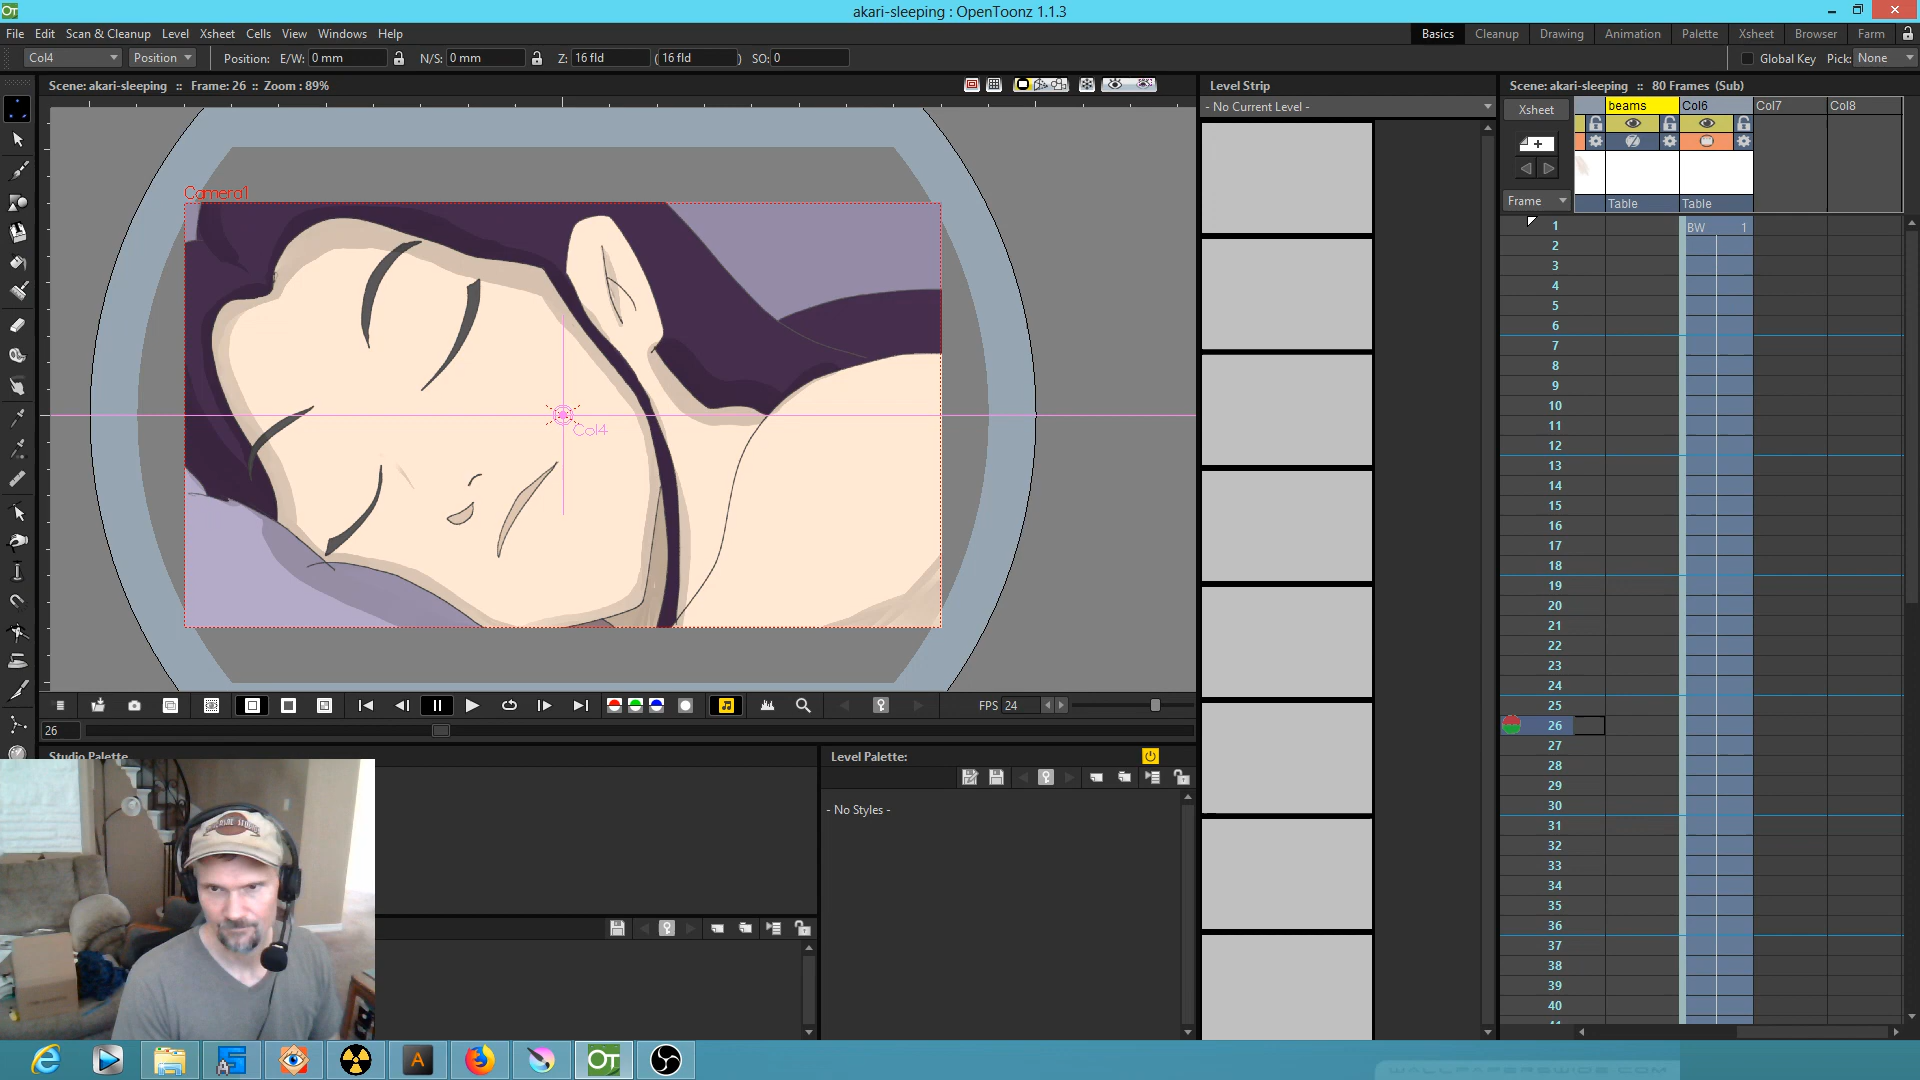 akari-sleeping : OpenToonz 1.1.3
File Edit Scan & Cleanup Level Xsheet Cells View Windows Help
Basics Cleanup Drawing Animation Palette Xsheet Browser Farm
Col4 Position Position: E/W: 0 mm N/S: 0 mm Z: 16 fld ( 16 fld ) SO: 0
Global Key Pick: None
Scene: akari-sleeping :: Frame: 26 :: Zoom : 89%
Level Strip
Scene: akari-sleeping :: 80 Frames (Sub)
- No Current Level -
Xsheet
beams Col6 Col7 Col8
Frame
Table Table
Camera1
Col4
BW 1
1
2
3
4
5
6
7
8
9
10
11
12
13
14
15
16
17
18
19
20
21
22
23
24
25
26
27
28
29
30
31
32
33
34
35
36
37
38
39
40
FPS 24
26
Studio Palette
Level Palette:
- No Styles -
OT